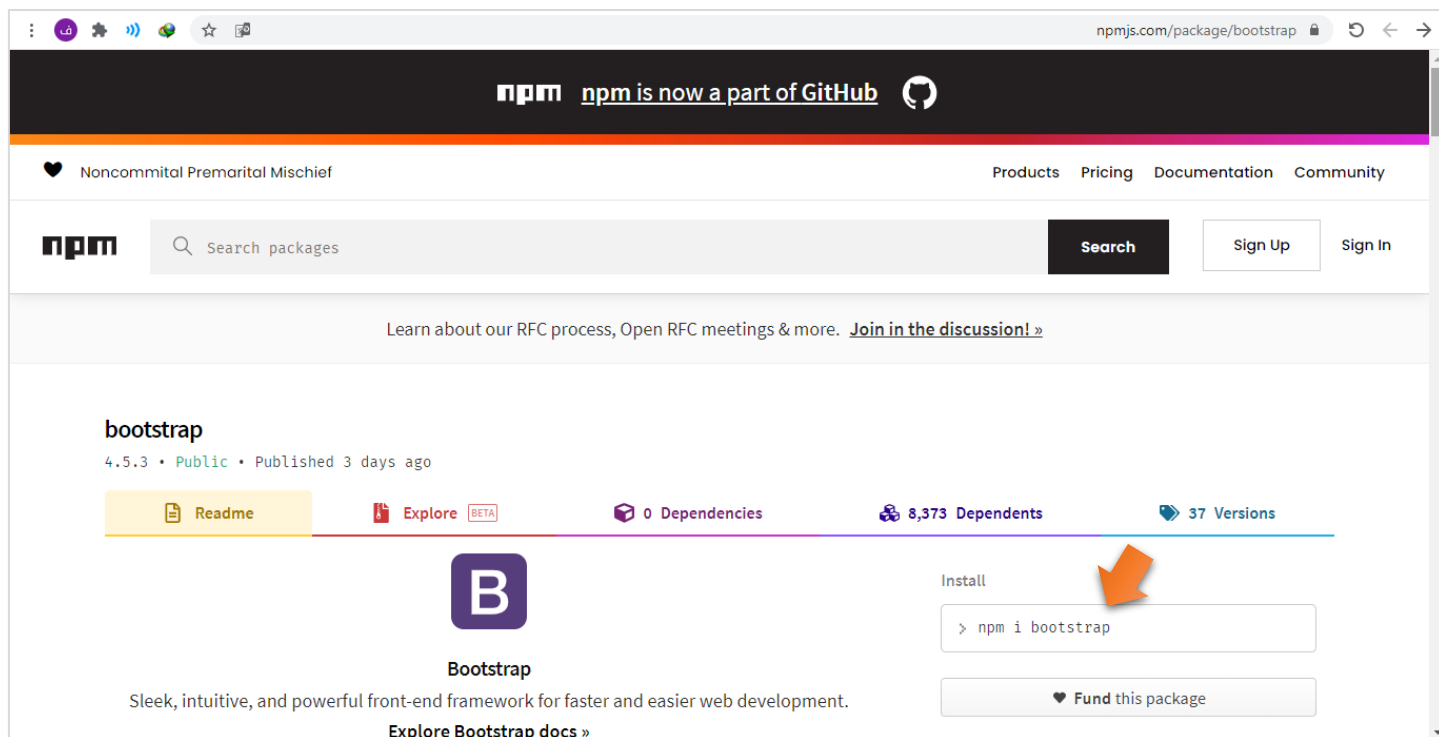 ف
npmjs.com/package/bootstrap
npm npm is now a part of GitHub
Noncommital Premarital Mischief
Products Pricing Documentation Community
npm
Search packages
Search
Sign Up
Sign In
Learn about our RFC process, Open RFC meetings & more. Join in the discussion! »
bootstrap
4.5.3 • Public • Published 3 days ago
Readme
Explore BETA
0 Dependencies
8,373 Dependents
37 Versions
B
Bootstrap
Sleek, intuitive, and powerful front-end framework for faster and easier web development.
Explore Bootstrap docs »
Install
> npm i bootstrap
Fund this package